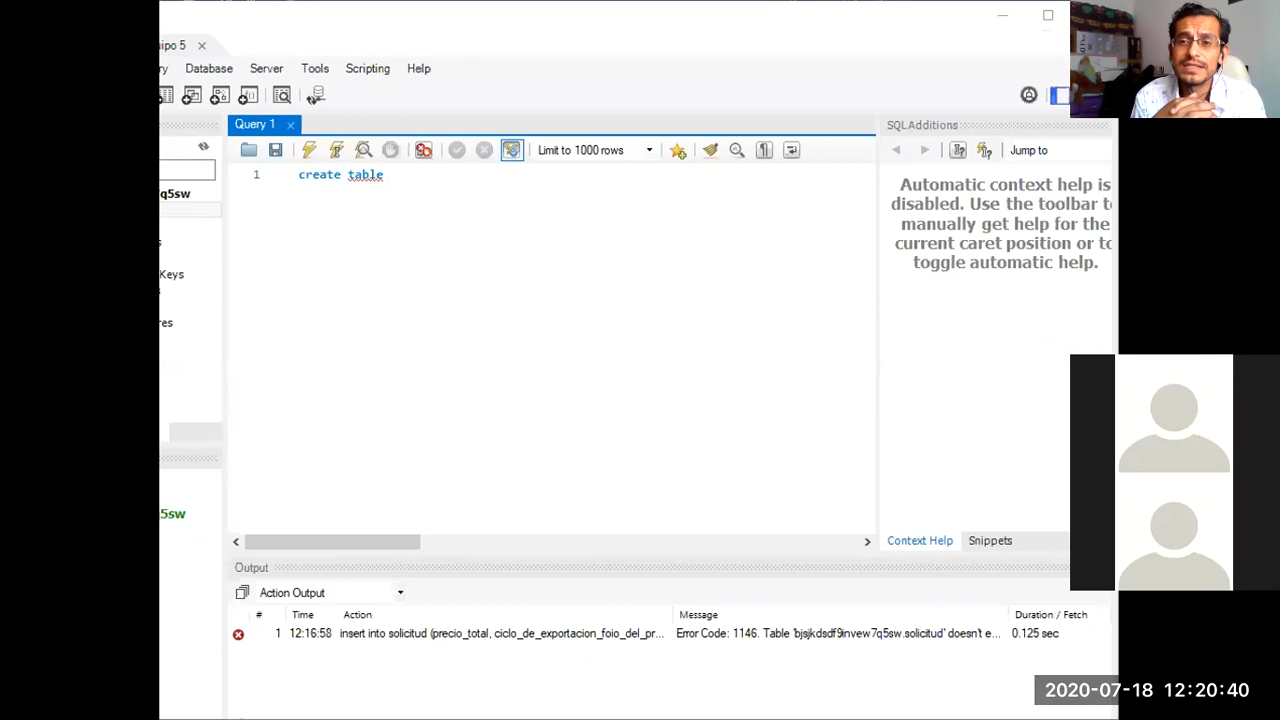 ipo 5
ry Database Server Tools Scripting Help
Query 1
SQLAdditions
Limit to 1000 rows
Jump to
1 create table
q5sw
Automatic context help is
disabled. Use the toolbar t
manually get help for the
current caret position or to
toggle automatic help.
s
Keys
s
res
5sw
Context Help Snippets
Output
Action Output
# Time Action Message Duration / Fetch
1 12:16:58 insert into solicitud (precio_total, ciclo_de_exportacion_foio_del_pr... Error Code: 1146. Table 'bjsjkdsdf9invew7q5sw.solicitud' doesn't e... 0.125 sec
2020-07-18 12:20:40